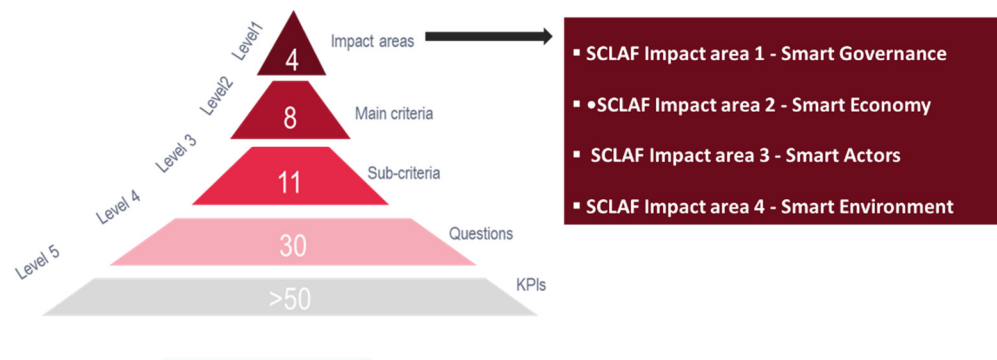 Level1
4
Impact areas
Level2
8
Main criteria
Level 3
11
Sub-criteria
Level 4
30
Questions
Level 5
>50
KPIs
▪ SCLAF Impact area 1 - Smart Governance
▪ •SCLAF Impact area 2 - Smart Economy
▪ SCLAF Impact area 3 - Smart Actors
▪ SCLAF Impact area 4 - Smart Environment